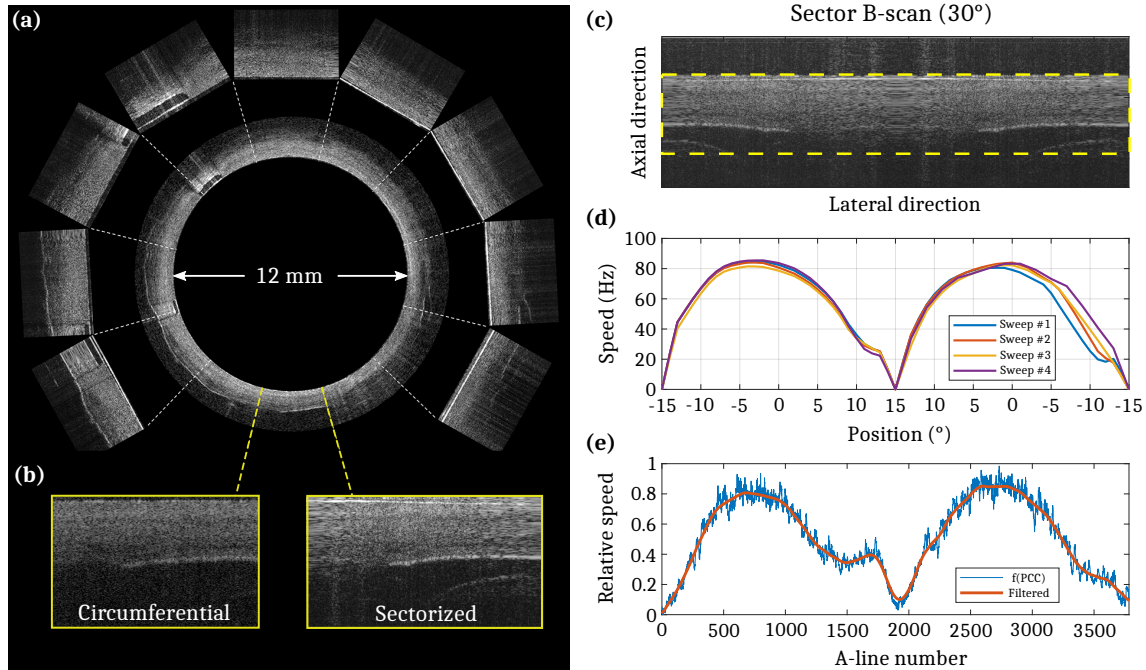 (a)
12 mm
(b)
Circumferential
Sectorized
(c)
Sector B-scan (30°)
Axial direction
Lateral direction
(d)
Speed (Hz)
100
80
60
40
20
0
Sweep #1
Sweep #2
Sweep #3
Sweep #4
-15 -10 -5 0 5 10 15 10 5 0 -5 -10 -15
Position (°)
(e)
Relative speed
1
0.8
0.6
0.4
0.2
0
f(PCC)
Filtered
0 500 1000 1500 2000 2500 3000 3500
A-line number